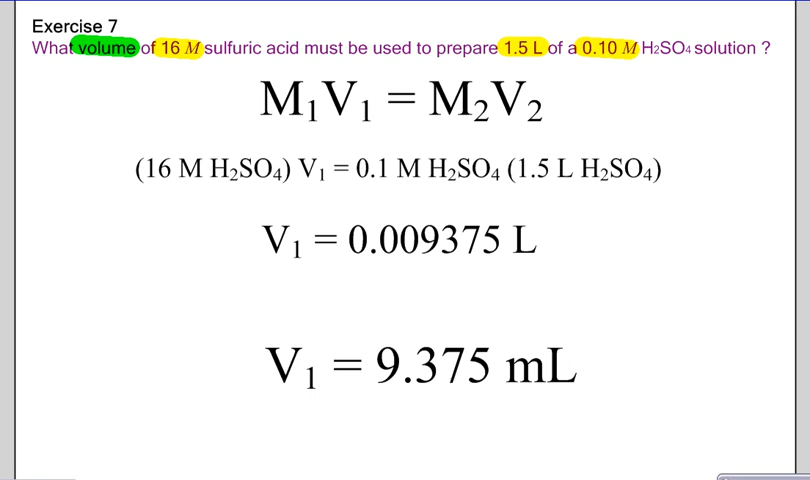 Exercise 7
What volume of 16 M sulfuric acid must be used to prepare 1.5 L of a 0.10 M H₂SO₄ solution ?
M₁V₁ = M₂V₂
(16 M H₂SO₄) V₁ = 0.1 M H₂SO₄ (1.5 L H₂SO₄)
V₁ = 0.009375 L
V₁ = 9.375 mL